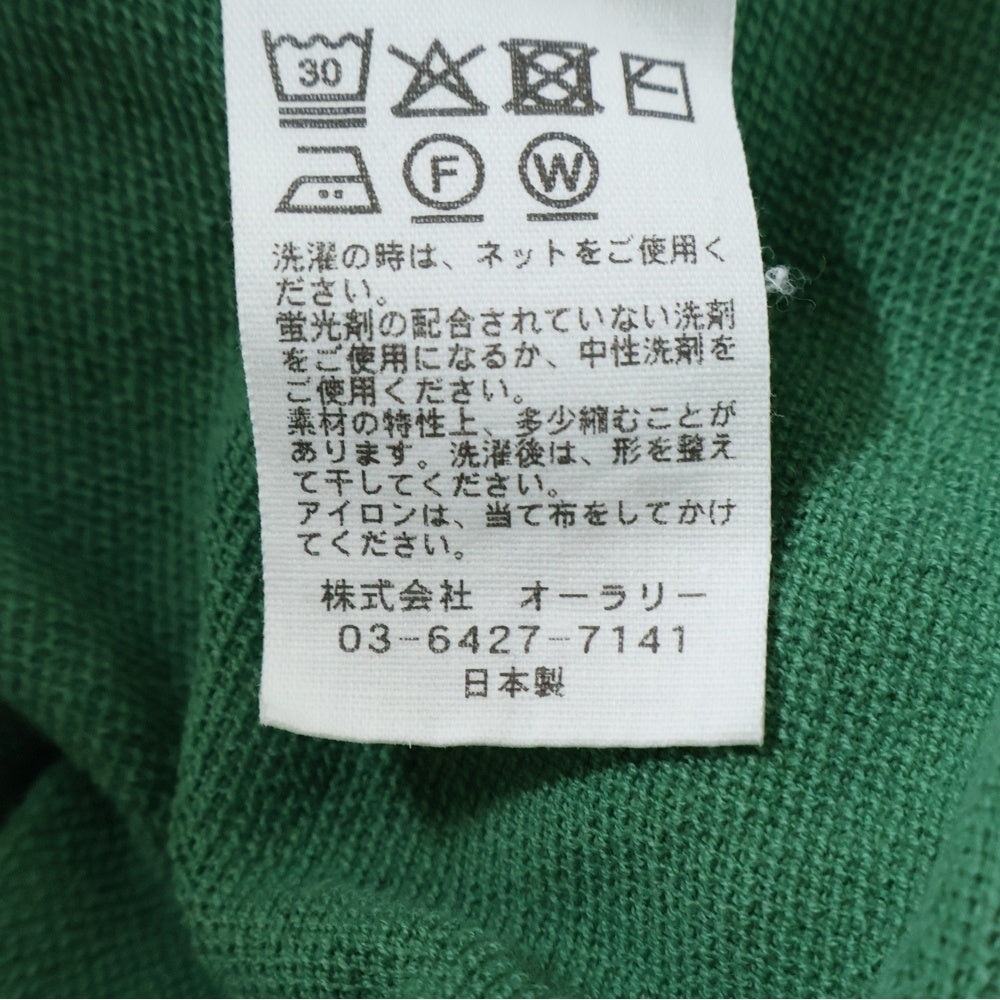 30
F W
洗濯の時は、ネットをご使用く
ださい。
蛍光剤の配合されていない洗剤
をご使用になるか、中性洗剤を
ご使用ください。
素材の特性上、多少縮むことが
あります。洗濯後は、形を整え
て干してください。
アイロンは、当て布をしてかけ
てください。
株式会社　オーラリー
03-6427-7141
日本製